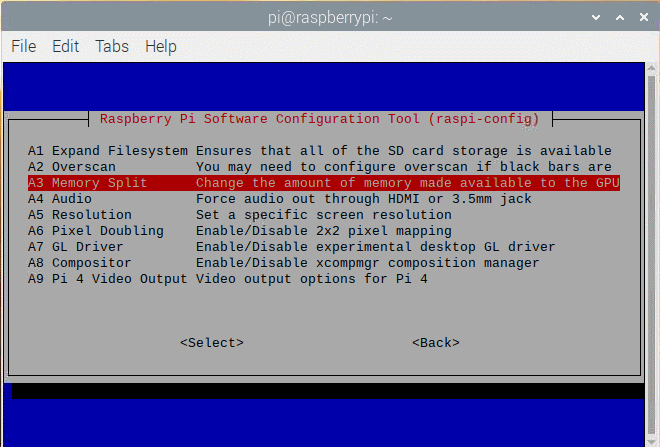 pi@raspberrypi: ~
File Edit Tabs Help
Raspberry Pi Software Configuration Tool (raspi-config)
A1 Expand Filesystem Ensures that all of the SD card storage is available
A2 Overscan You may need to configure overscan if black bars are
A3 Memory Split Change the amount of memory made available to the GPU
A4 Audio Force audio out through HDMI or 3.5mm jack
A5 Resolution Set a specific screen resolution
A6 Pixel Doubling Enable/Disable 2x2 pixel mapping
A7 GL Driver Enable/Disable experimental desktop GL driver
A8 Compositor Enable/Disable xcompmgr composition manager
A9 Pi 4 Video Output Video output options for Pi 4
<Select> <Back>